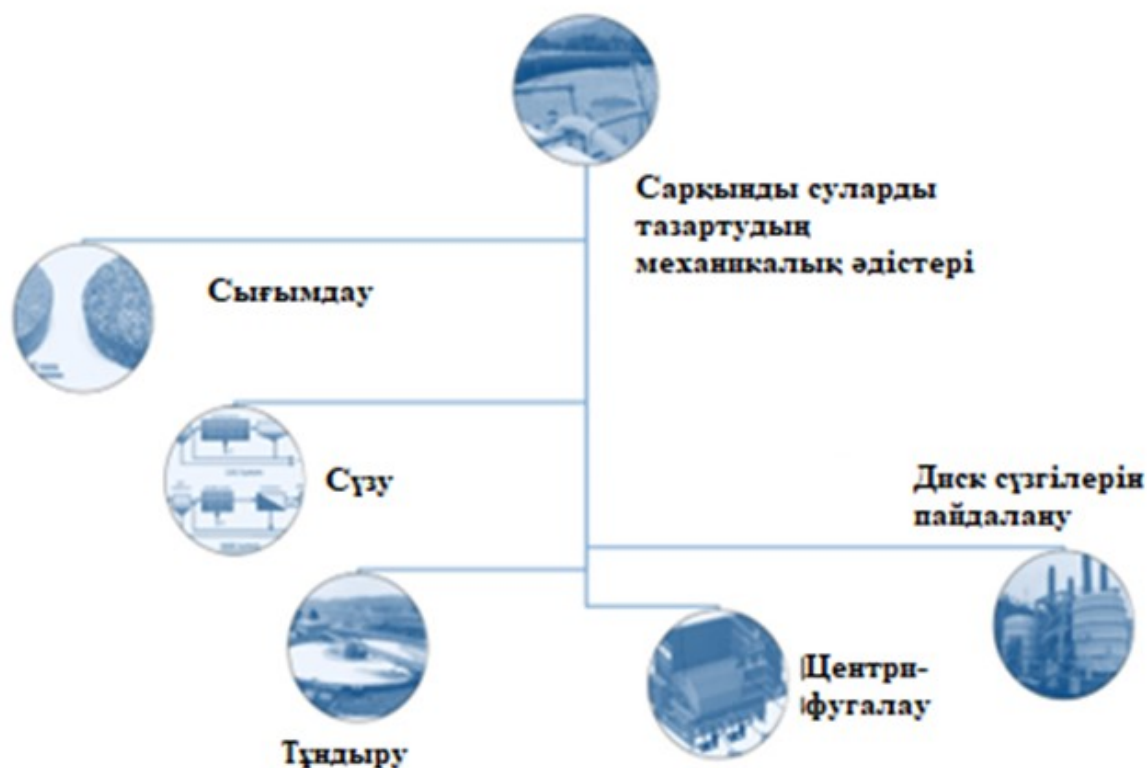 Сарқынды суларды
тазартудың
механикалық әдістері
Сығымдау
Сүзу
Диск сүзгілерін
пайдалану
Центри-
фугалау
Тұндыру